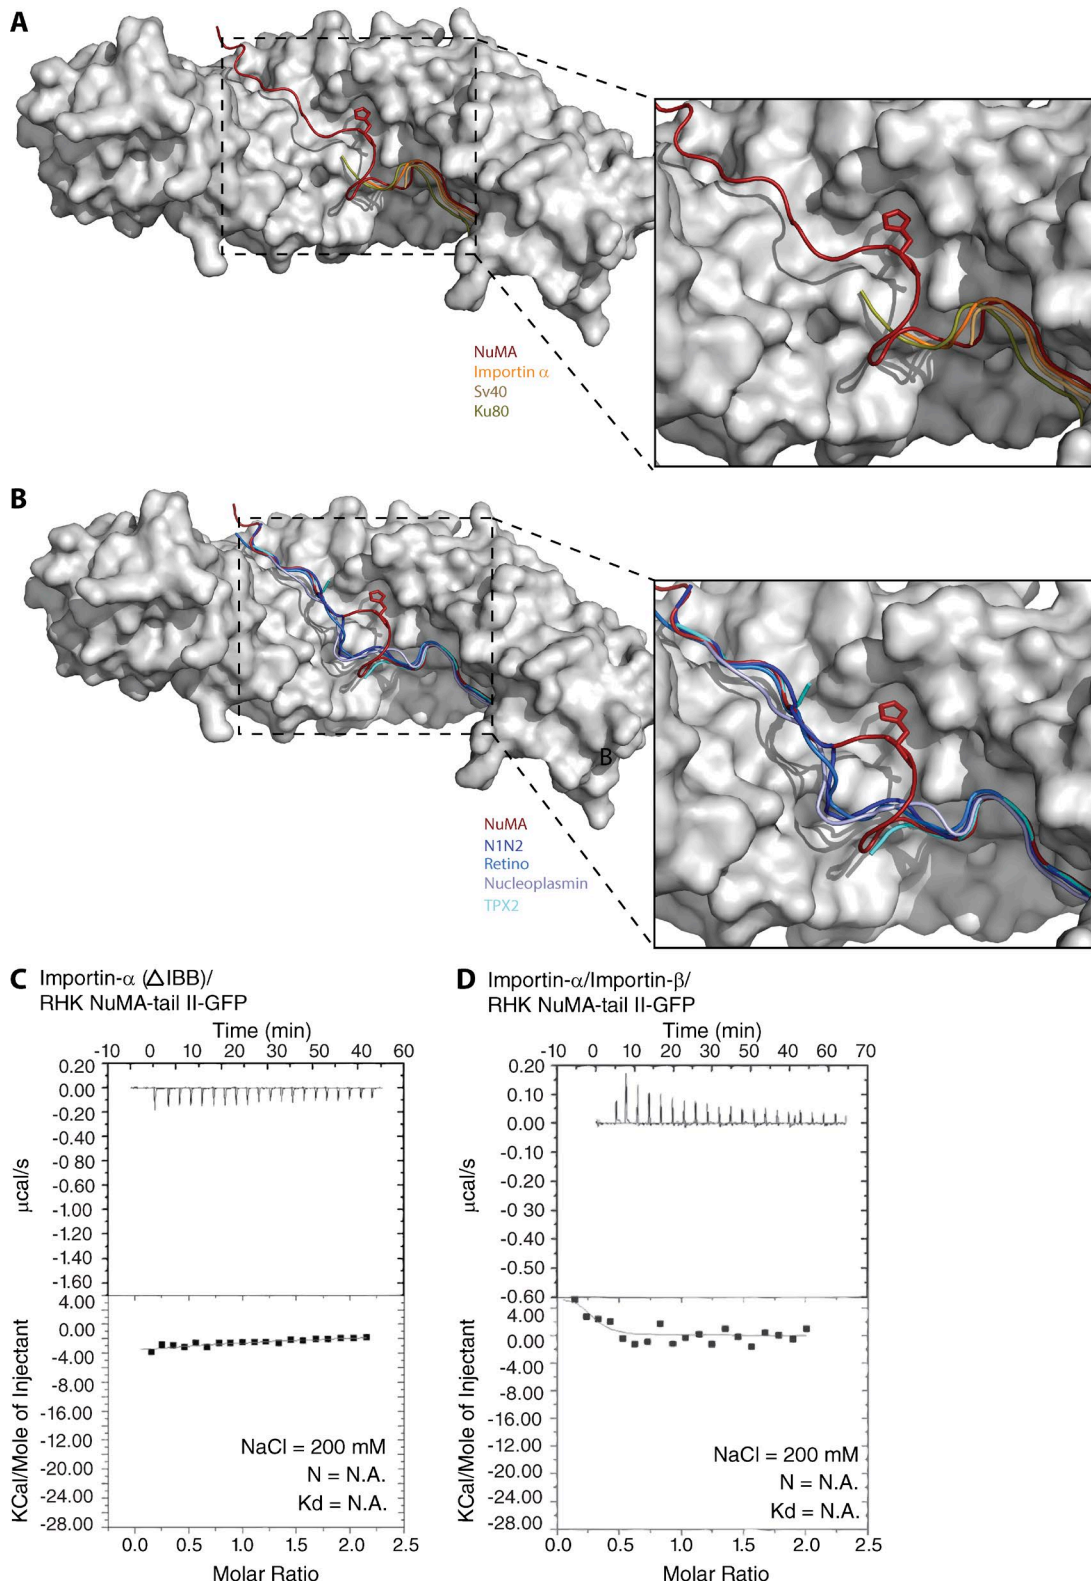 A
NuMA
Importin α
Sv40
Ku80
B
B
NuMA
N1N2
Retino
Nucleoplasmin
TPX2
C
Importin-α (△IBB)/
RHK NuMA-tail II-GFP
Time (min)
-10 0 10 20 30 40 50 60
0.20
0.00
-0.20
-0.40
-0.80
-0.60
-1.00
-1.20
-1.40
-1.60
µcal/s
4.00
0.00
-4.00
-8.00
-16.00
-12.00
-20.00
-24.00
-28.00
KCal/Mole of Injectant
NaCl = 200 mM
N = N.A.
Kd = N.A.
0.0 0.5 1.0 1.5 2.0 2.5
Molar Ratio
D
Importin-α/Importin-β/
RHK NuMA-tail II-GFP
Time (min)
-10 0 10 20 30 40 50 60 70
0.20
0.10
0.00
-0.10
-0.20
-0 30
-0.40
-0.50
-0.60
µcal/s
4.00
0.00
-4.00
-8.00
-16.00
-12.00
-20.00
-24.00
-28.00
KCal/Mole of Injectant
NaCl = 200 mM
N = N.A.
Kd = N.A.
0.0 0.5 1.0 1.5 2.0 2.5
Molar Ratio